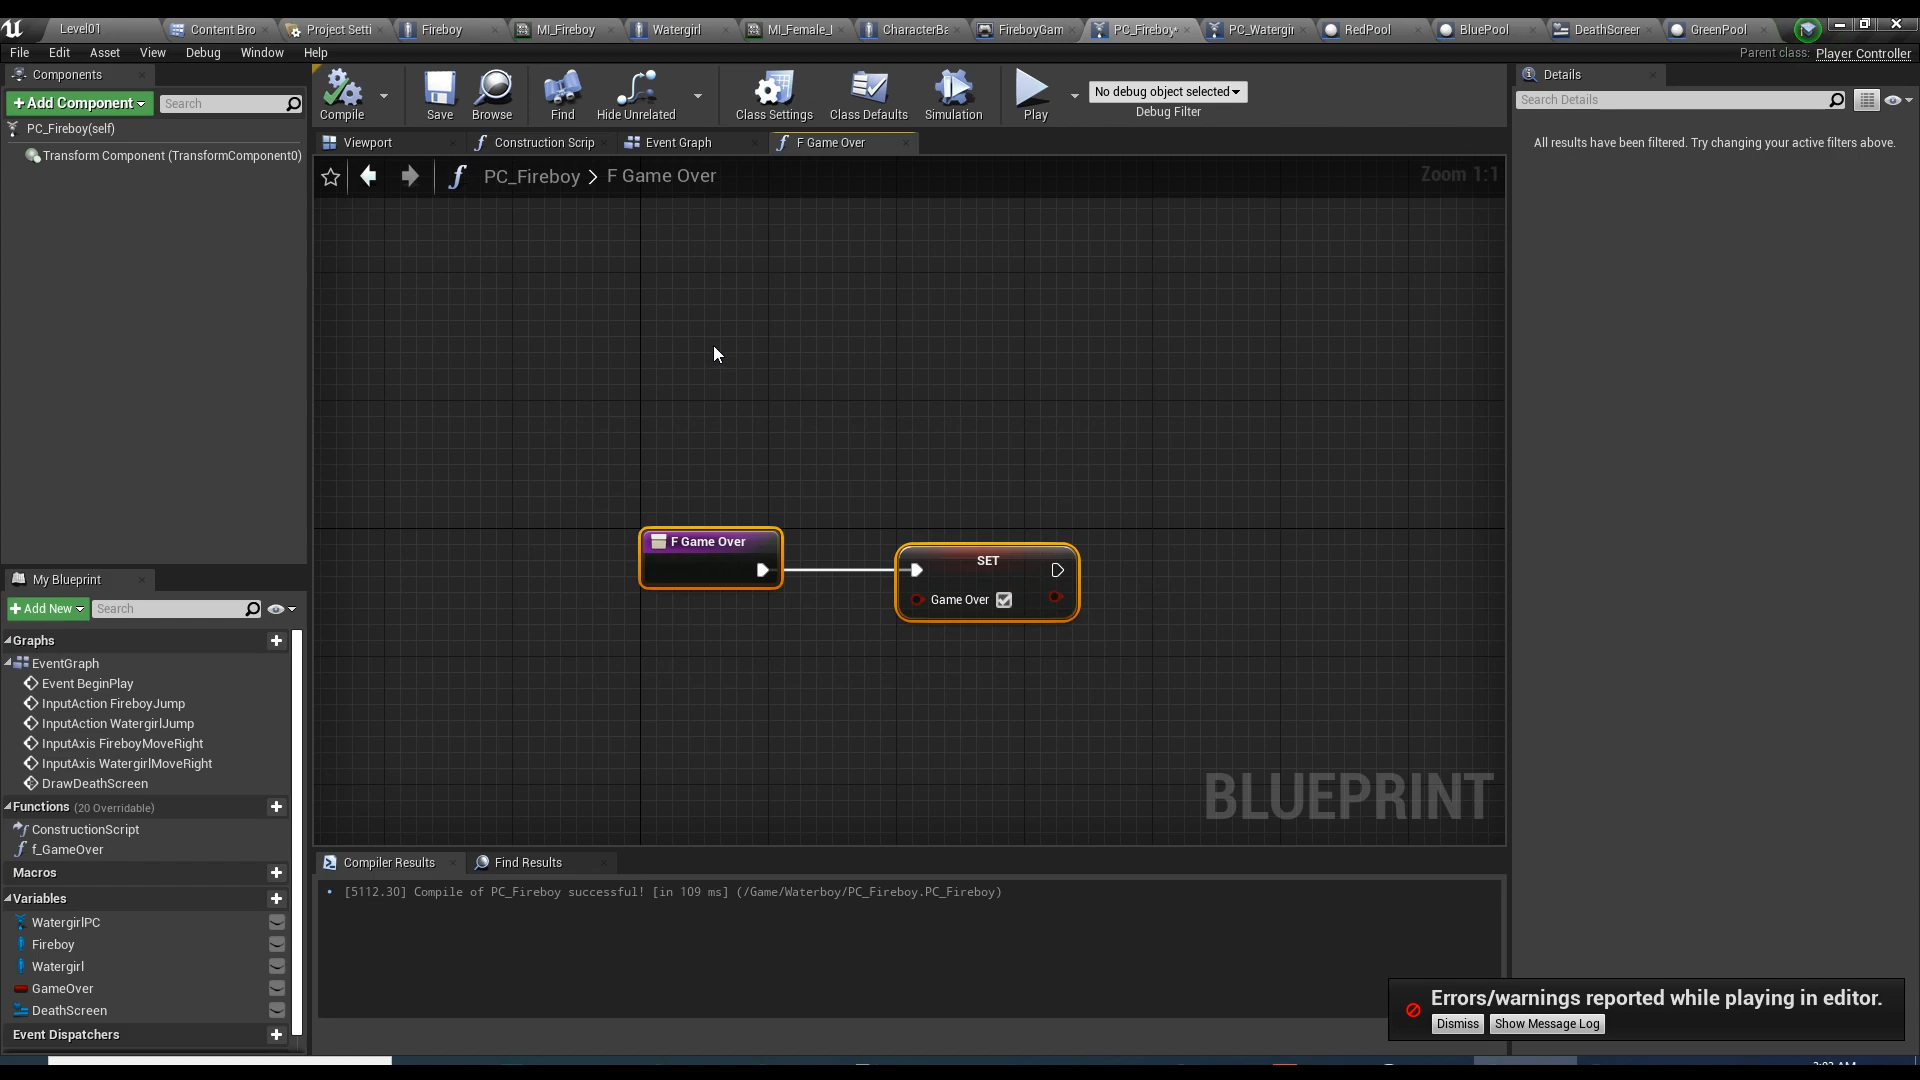 Level01
Content Bro
Project Setti
Fireboy
MI_Fireboy
Watergirl
MI_Female_
CharacterBa
FireboyGam
PC_Fireboy*
PC_Watergir
RedPool
BluePool
DeathScreer
GreenPool
File Edit Asset View Debug Window Help
Parent class: Player Controller
Components
+Add Component
Search
PC_Fireboy(self)
Transform Component (TransformComponent0)
Compile
Save
Browse
Find
Hide Unrelated
Class Settings
Class Defaults
Simulation
Play
No debug object selected
Debug Filter
Details
Search Details
All results have been filtered. Try changing your active filters above.
Viewport
Construction Scrip
Event Graph
F Game Over
PC_Fireboy > F Game Over
Zoom 1:1
F Game Over
SET
Game Over
BLUEPRINT
My Blueprint
+Add New
Search
Graphs
EventGraph
Event BeginPlay
InputAction FireboyJump
InputAction WatergirlJump
InputAxis FireboyMoveRight
InputAxis WatergirlMoveRight
DrawDeathScreen
Functions (20 Overridable)
ConstructionScript
f_GameOver
Macros
Variables
WatergirlPC
Fireboy
Watergirl
GameOver
DeathScreen
Event Dispatchers
Compiler Results
Find Results
[5112.30] Compile of PC_Fireboy successful! [in 109 ms] (/Game/Waterboy/PC_Fireboy.PC_Fireboy)
Errors/warnings reported while playing in editor.
Dismiss
Show Message Log